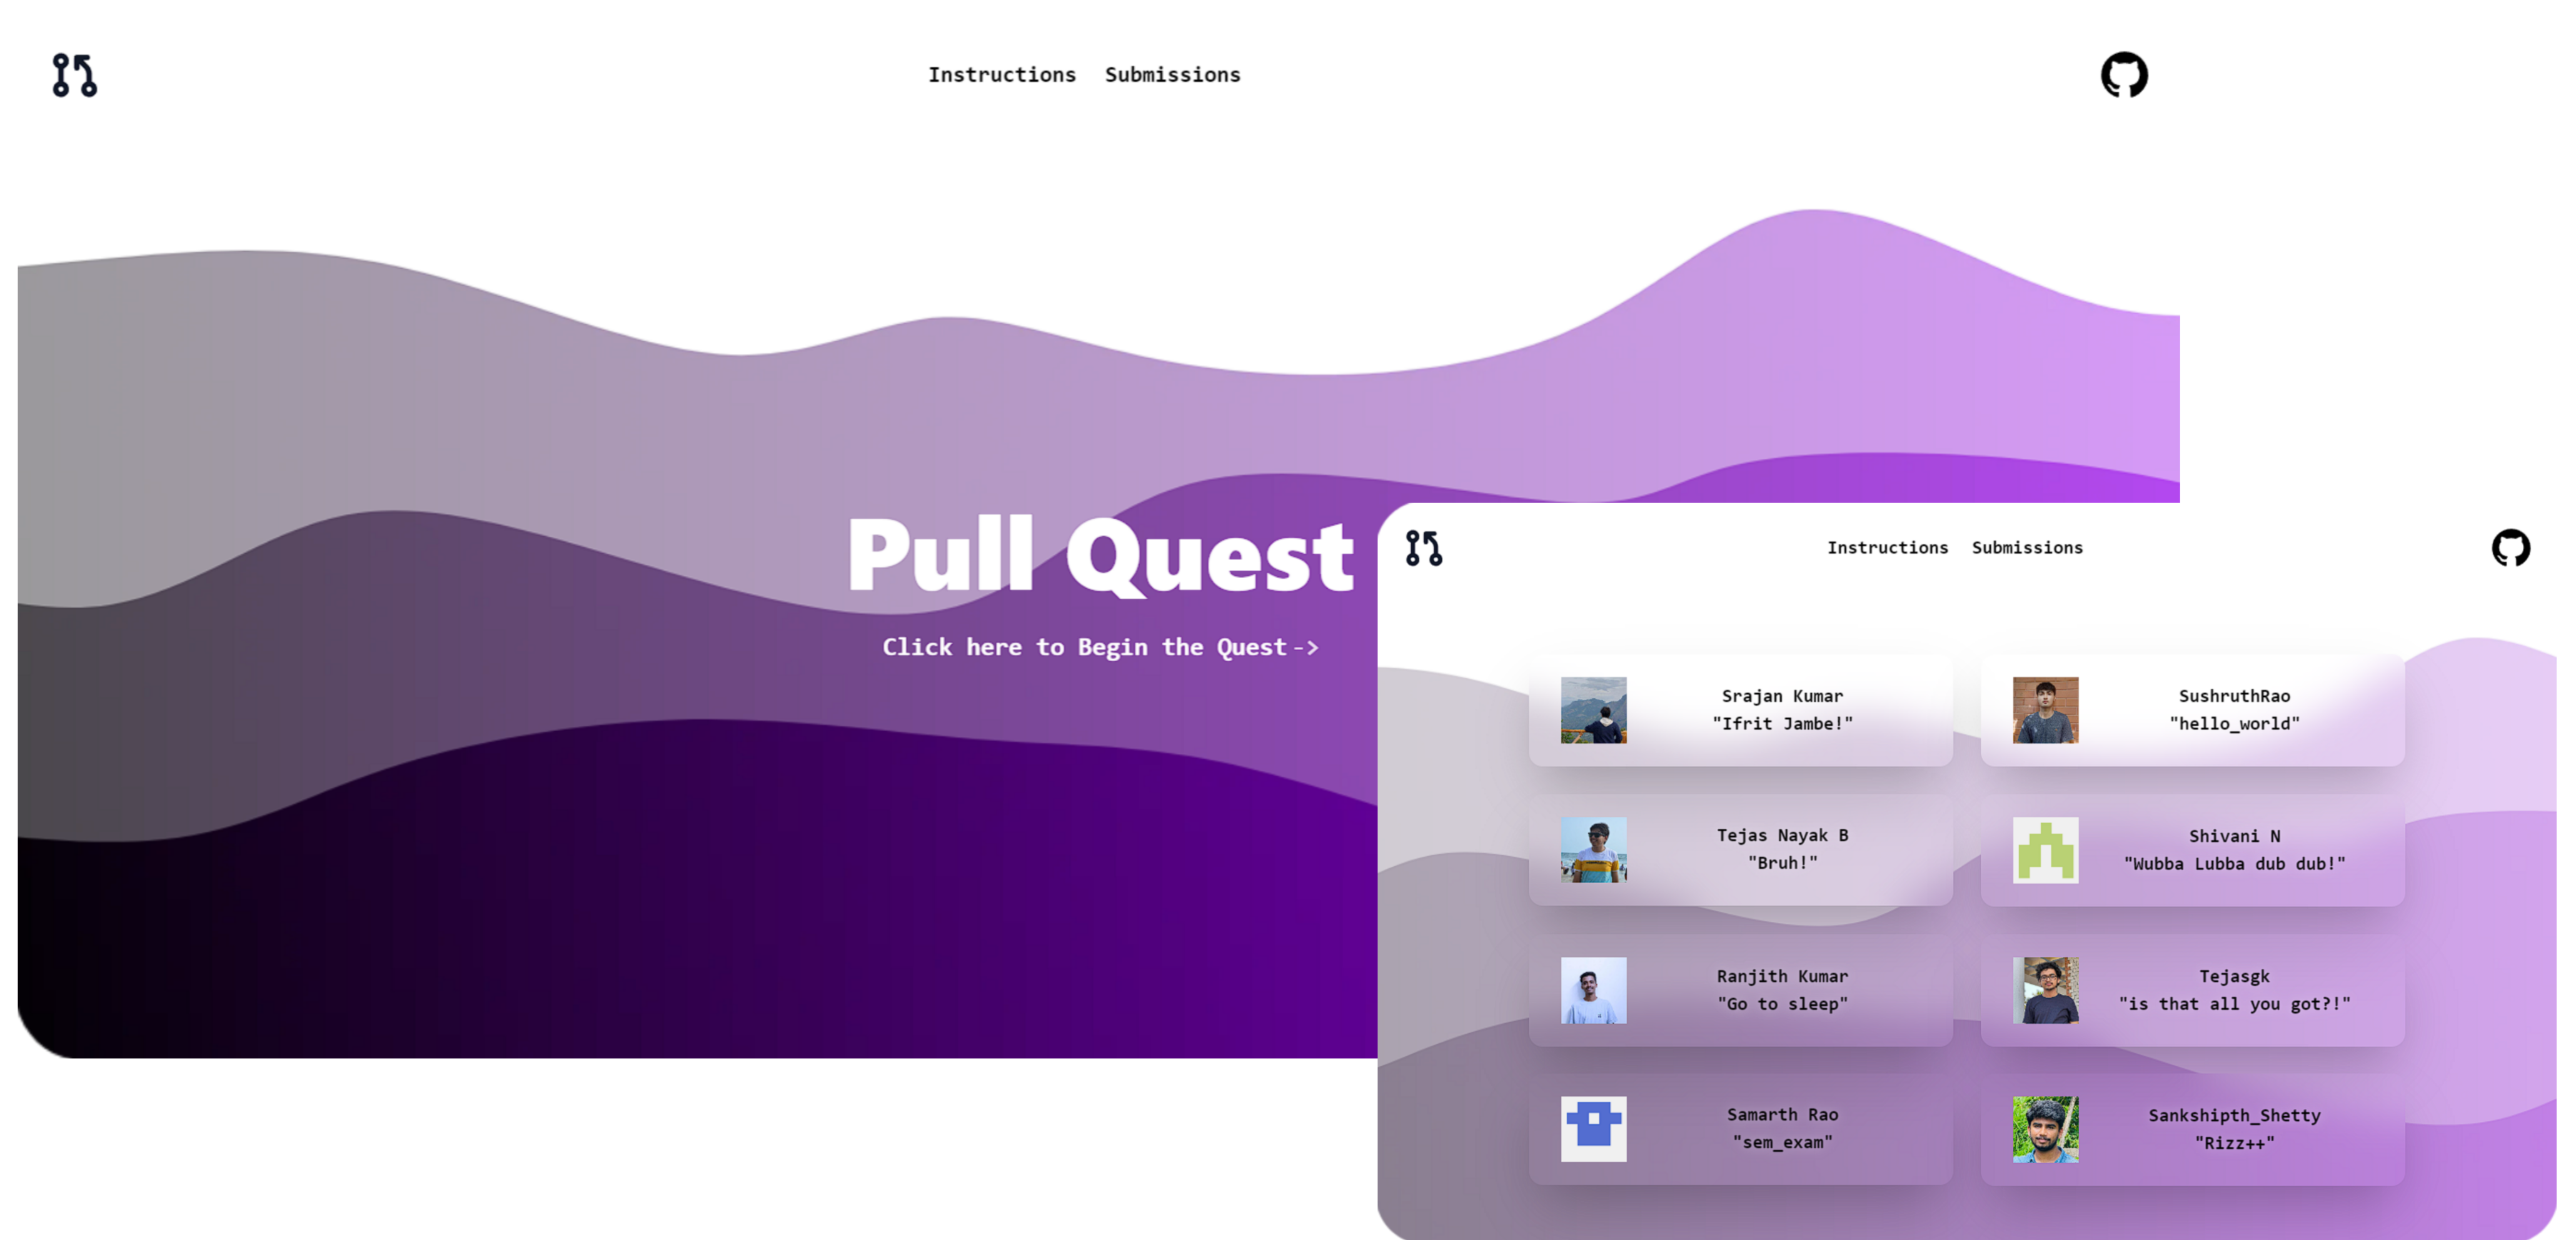 Instructions Submissions
Pull Quest
Click here to Begin the Quest->
Instructions Submissions
Srajan Kumar
"Ifrit Jambe!"
SushruthRao
"hello_world"
Tejas Nayak B
"Bruh!"
Shivani N
"Wubba Lubba dub dub!"
Ranjith Kumar
"Go to sleep"
Tejasgk
"is that all you got?!"
Samarth Rao
"sem_exam"
Sankshipth_Shetty
"Rizz++"